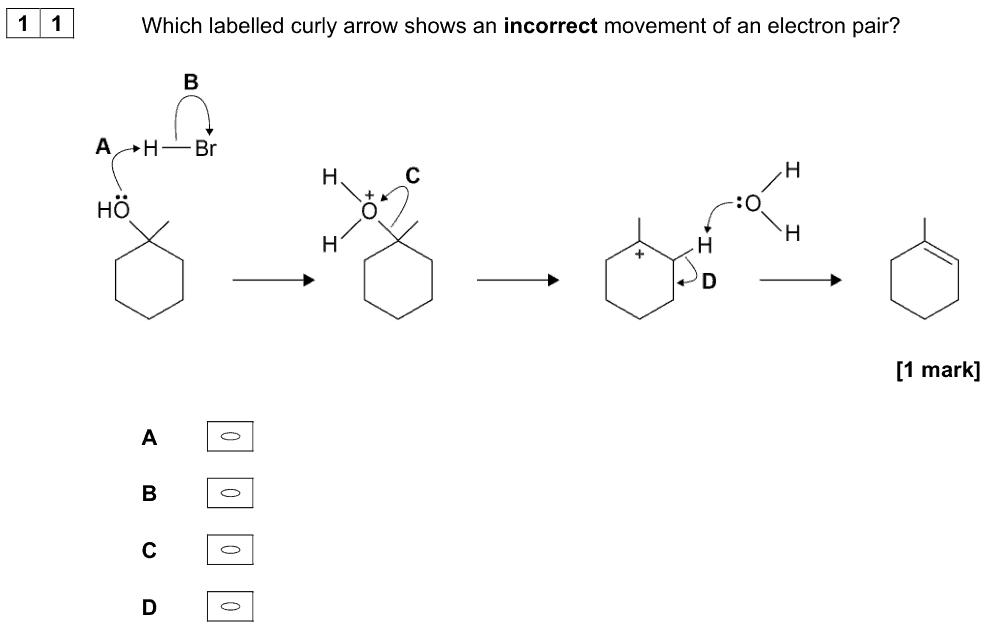 1 1 Which labelled curly arrow shows an incorrect movement of an electron pair?
B
A H Br
HÖ
H + C
O
H
+ H D
:O H
H
[1 mark]
A
B
C
D